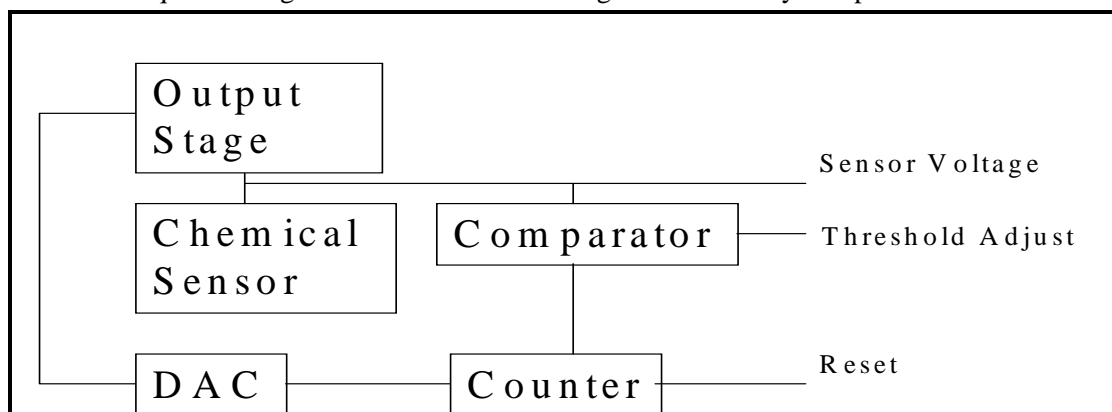 Output
Stage
Sensor Voltage
Chemical
Sensor
Comparator
Threshold Adjust
DAC
Counter
Reset